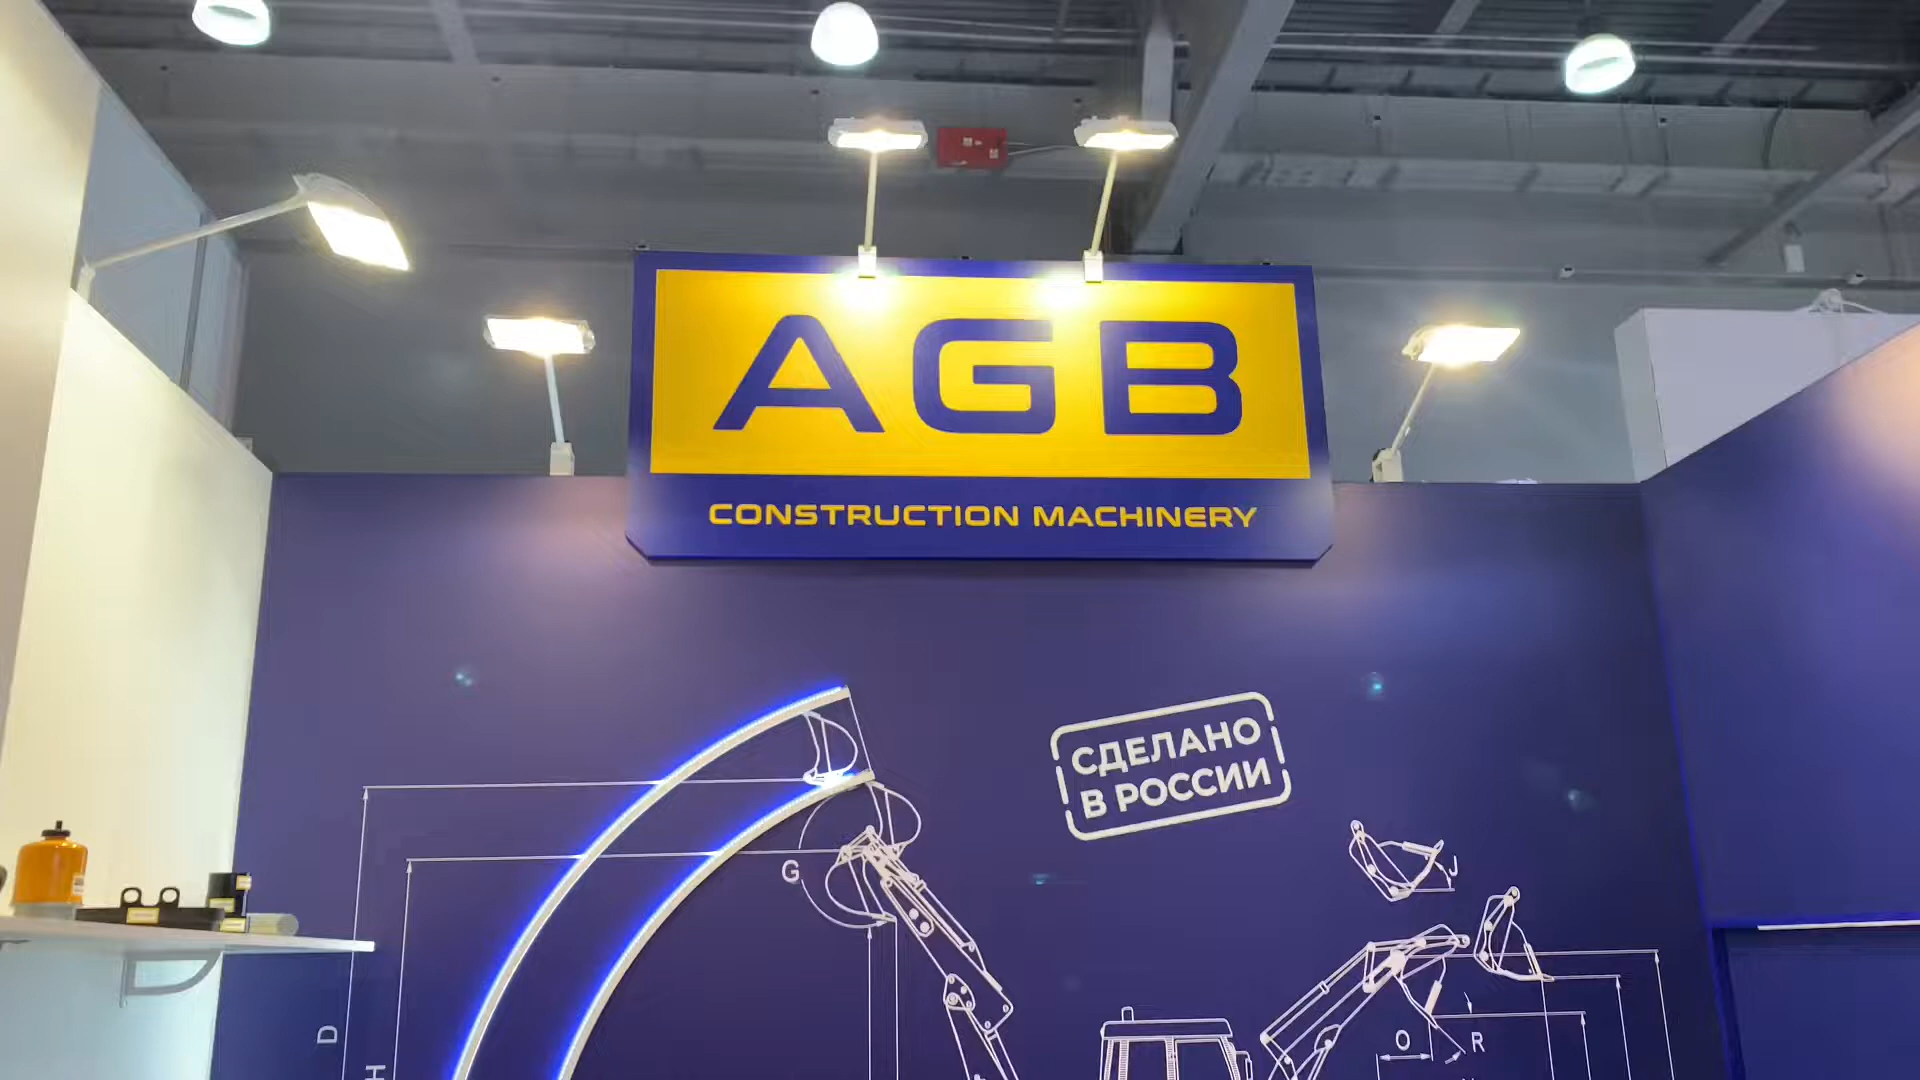 AGB
CONSTRUCTION MACHINERY
СДЕЛАНО
В РОССИИ
G
J
D
O
R
H